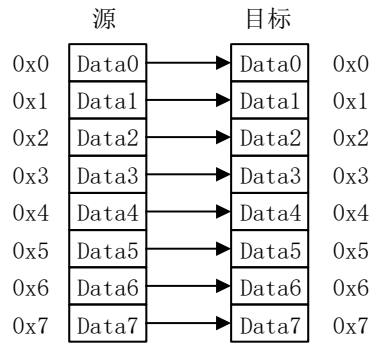 源 目标
0x0 Data0 Data0 0x0
0x1 Data1 Data1 0x1
0x2 Data2 Data2 0x2
0x3 Data3 Data3 0x3
0x4 Data4 Data4 0x4
0x5 Data5 Data5 0x5
0x6 Data6 Data6 0x6
0x7 Data7 Data7 0x7